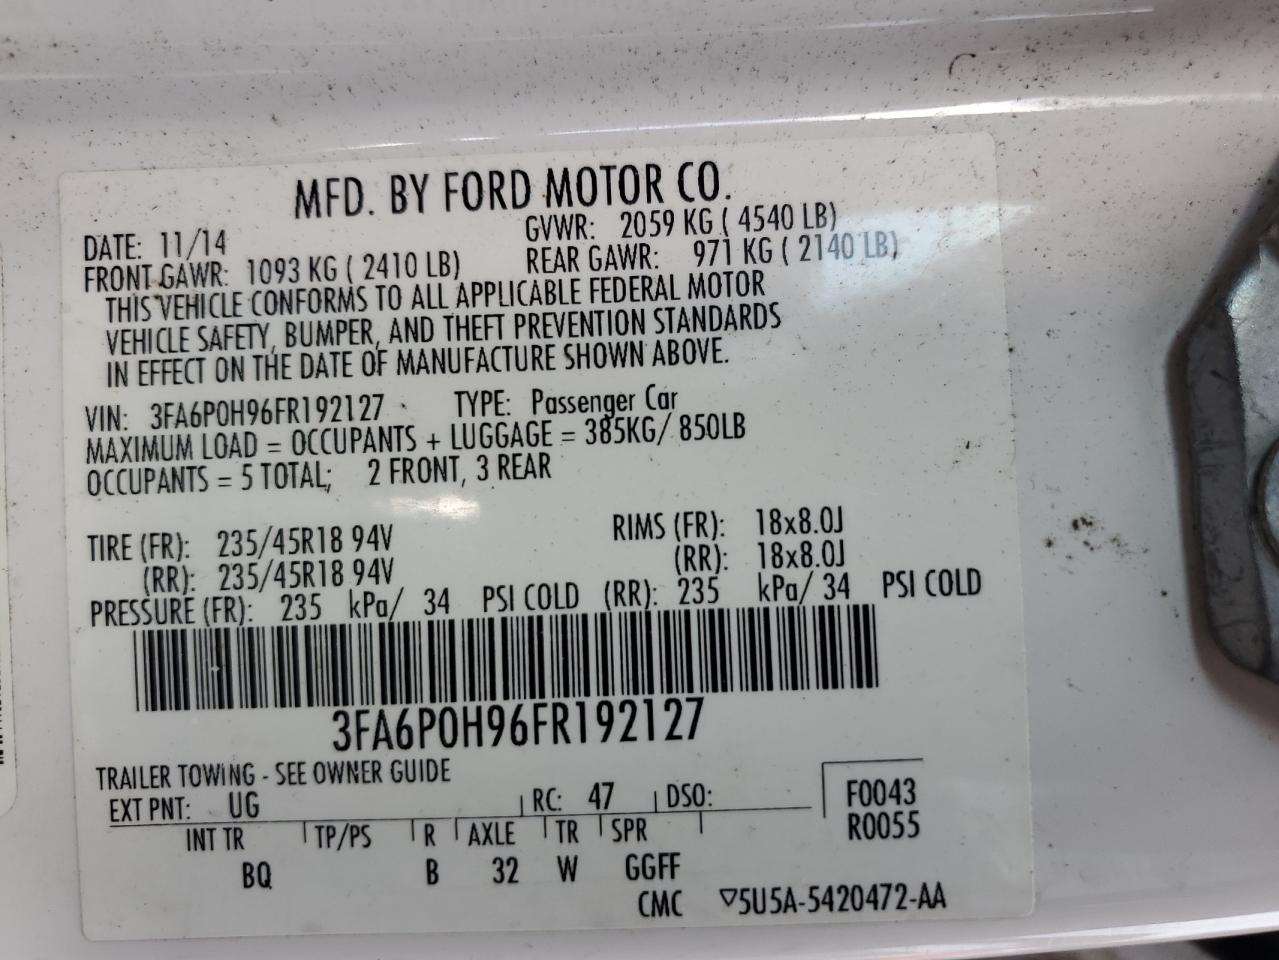 MFD. BY FORD MOTOR CO.
DATE: 11/14 GVWR: 2059 KG ( 4540 LB)
FRONT GAWR: 1093 KG ( 2410 LB) REAR GAWR: 971 KG ( 2140 LB)
THIS VEHICLE CONFORMS TO ALL APPLICABLE FEDERAL MOTOR
VEHICLE SAFETY, BUMPER, AND THEFT PREVENTION STANDARDS
IN EFFECT ON THE DATE OF MANUFACTURE SHOWN ABOVE.
VIN: 3FA6P0H96FR192127 TYPE: Passenger Car
MAXIMUM LOAD = OCCUPANTS + LUGGAGE = 385KG/ 850LB
OCCUPANTS = 5 TOTAL; 2 FRONT, 3 REAR
TIRE (FR): 235/45R18 94V RIMS (FR): 18x8.0J
(RR): 235/45R18 94V (RR): 18x8.0J
PRESSURE (FR): 235 kPa/ 34 PSI COLD (RR): 235 kPa/ 34 PSI COLD
3FA6P0H96FR192127
TRAILER TOWING - SEE OWNER GUIDE
EXT PNT: UG RC: 47 DSO: F0043
INT TR TP/PS R AXLE TR SPR R0055
BQ B 32 W GGFF
CMC ▽5U5A-5420472-AA